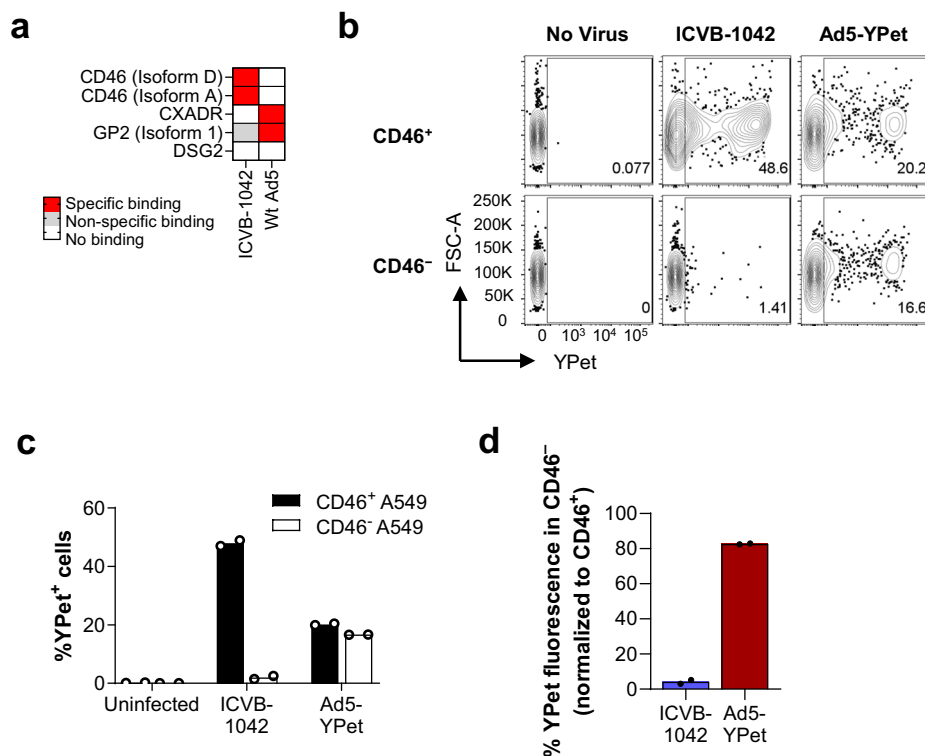 a
CD46 (Isoform D)
CD46 (Isoform A)
CXADR
GP2 (Isoform 1)
DSG2
ICVB-1042
Wt Ad5
Specific binding
Non-specific binding
No binding
b
No Virus
ICVB-1042
Ad5-YPet
CD46⁺
0.077
48.6
20.2
CD46⁻
FSC-A
250K
200K
150K
100K
50K
0
0
1.41
16.6
0 10³ 10⁴ 10⁵
YPet
c
CD46⁺ A549
CD46⁻ A549
%YPet⁺ cells
60
40
20
0
Uninfected
ICVB-
1042
Ad5-
YPet
d
% YPet fluorescence in CD46⁻
(normalized to CD46⁺)
100
80
60
40
20
0
ICVB-
1042
Ad5-
YPet